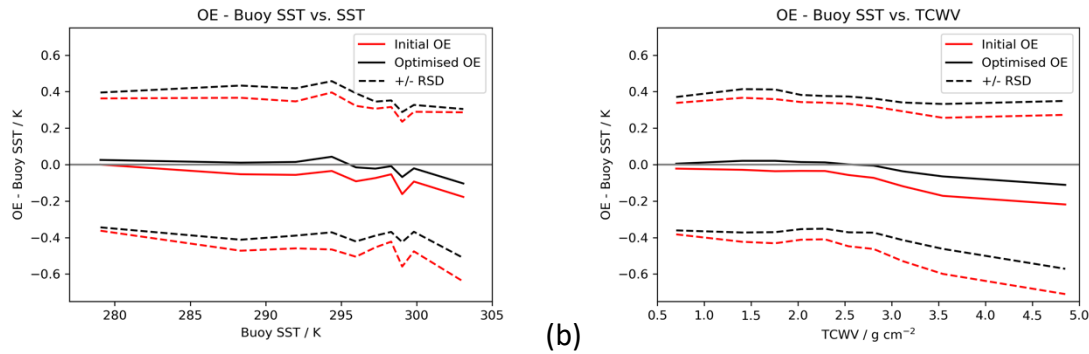 OE - Buoy SST vs. SST
0.6
0.4
0.2
0.0
−0.2
−0.4
−0.6
OE - Buoy SST / K
Initial OE
Optimised OE
+/- RSD
280
285
290
295
300
305
Buoy SST / K
(b)
OE - Buoy SST vs. TCWV
0.6
0.4
0.2
0.0
−0.2
−0.4
−0.6
OE - Buoy SST / K
Initial OE
Optimised OE
+/- RSD
0.5
1.0
1.5
2.0
2.5
3.0
3.5
4.0
4.5
5.0
TCWV / g cm⁻²